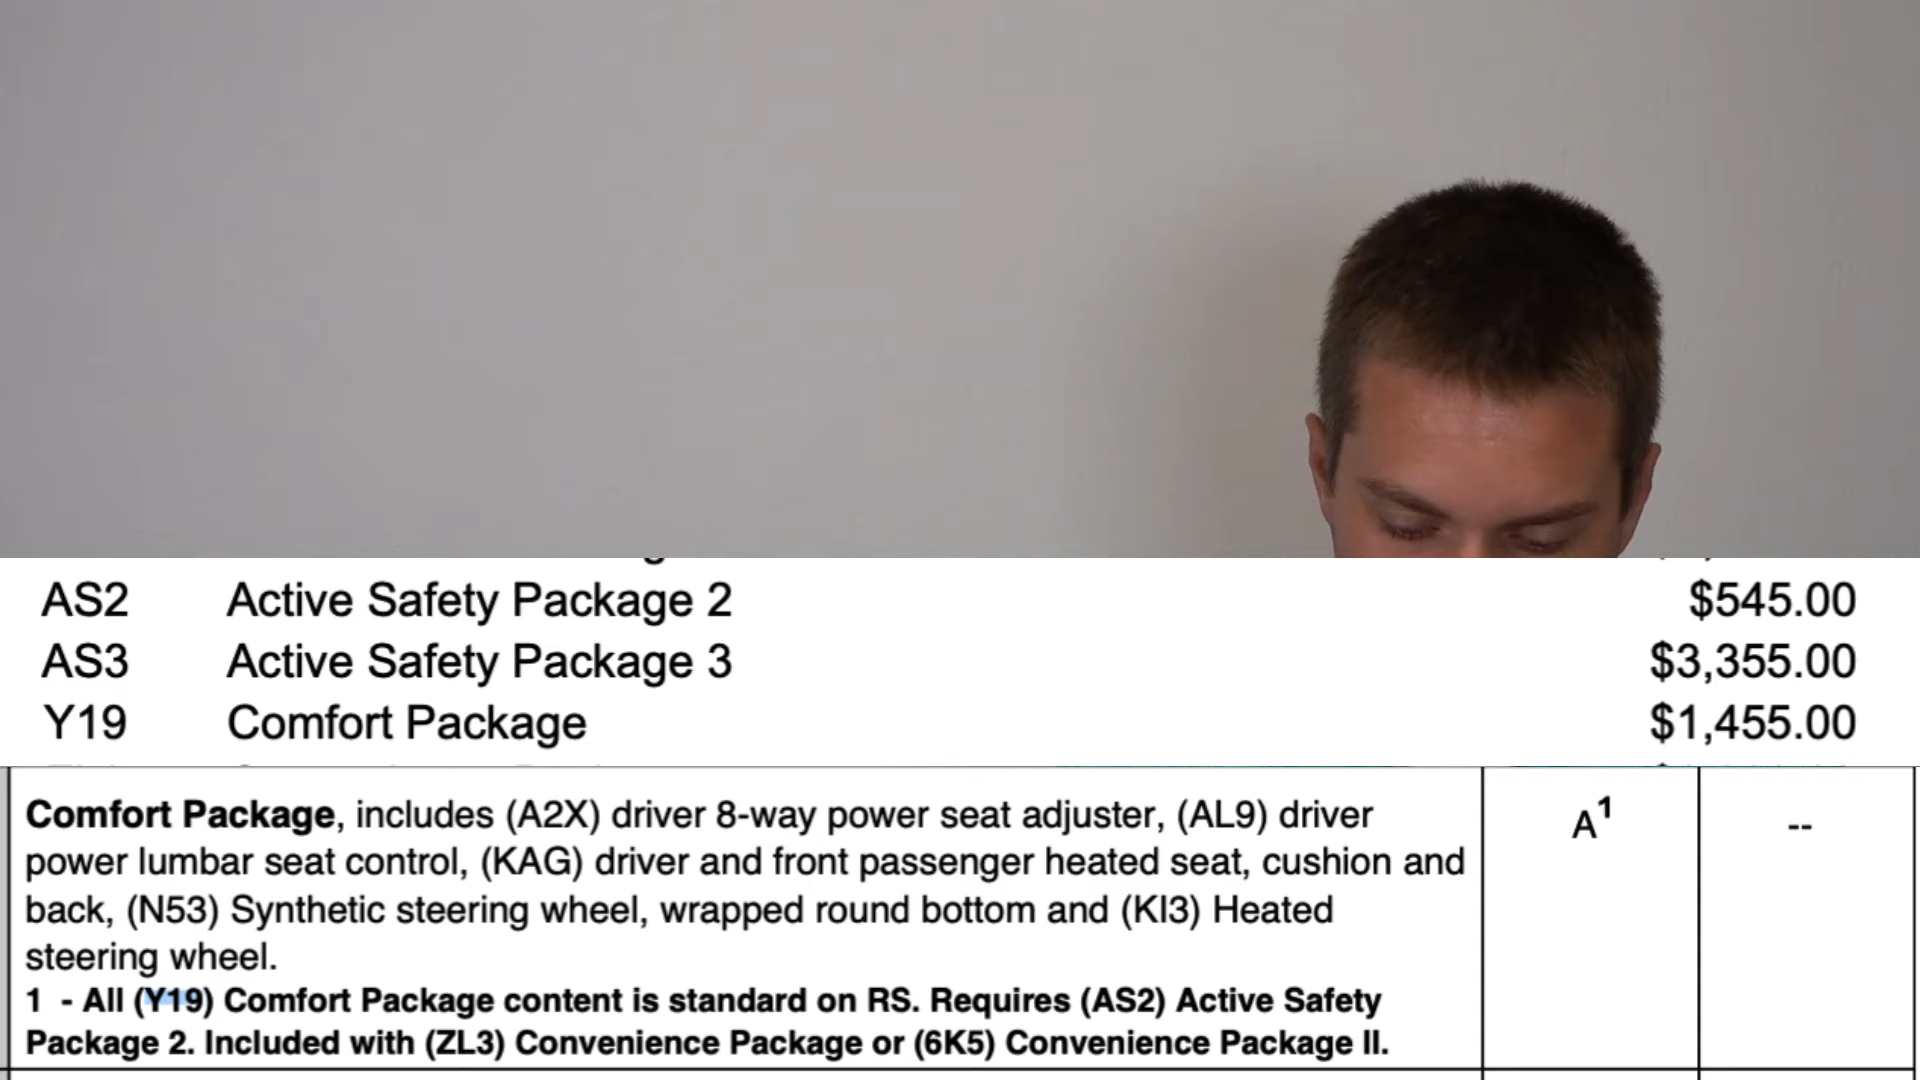 AS2 Active Safety Package 2 $545.00
AS3 Active Safety Package 3 $3,355.00
Y19 Comfort Package $1,455.00
Comfort Package, includes (A2X) driver 8-way power seat adjuster, (AL9) driver
power lumbar seat control, (KAG) driver and front passenger heated seat, cushion and
back, (N53) Synthetic steering wheel, wrapped round bottom and (KI3) Heated
steering wheel.
1 - All (Y19) Comfort Package content is standard on RS. Requires (AS2) Active Safety
Package 2. Included with (ZL3) Convenience Package or (6K5) Convenience Package II.
A1
--